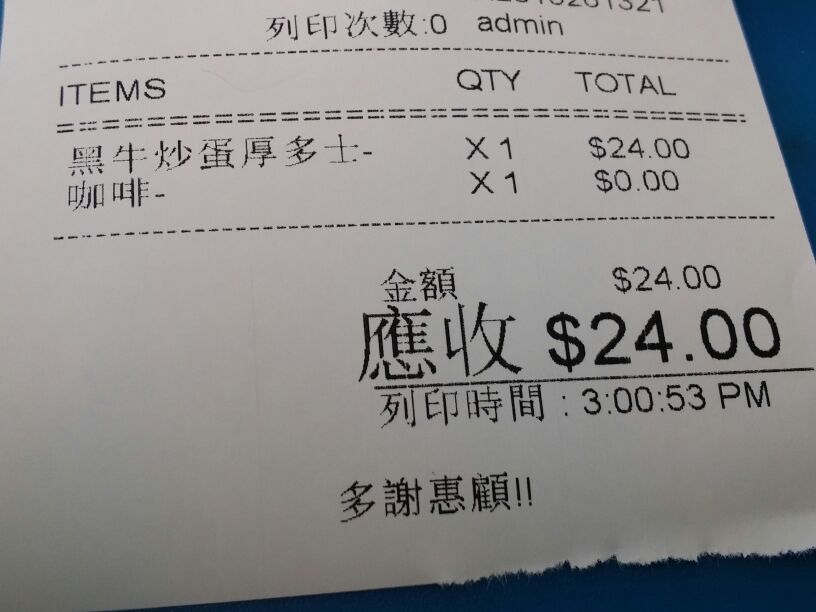 列印次數:0 admin
ITEMS QTY TOTAL
黑牛炒蛋厚多士- X 1 $24.00
咖啡- X 1 $0.00
金額 $24.00
應收 $24.00
列印時間 : 3:00:53 PM
多謝惠顧!!